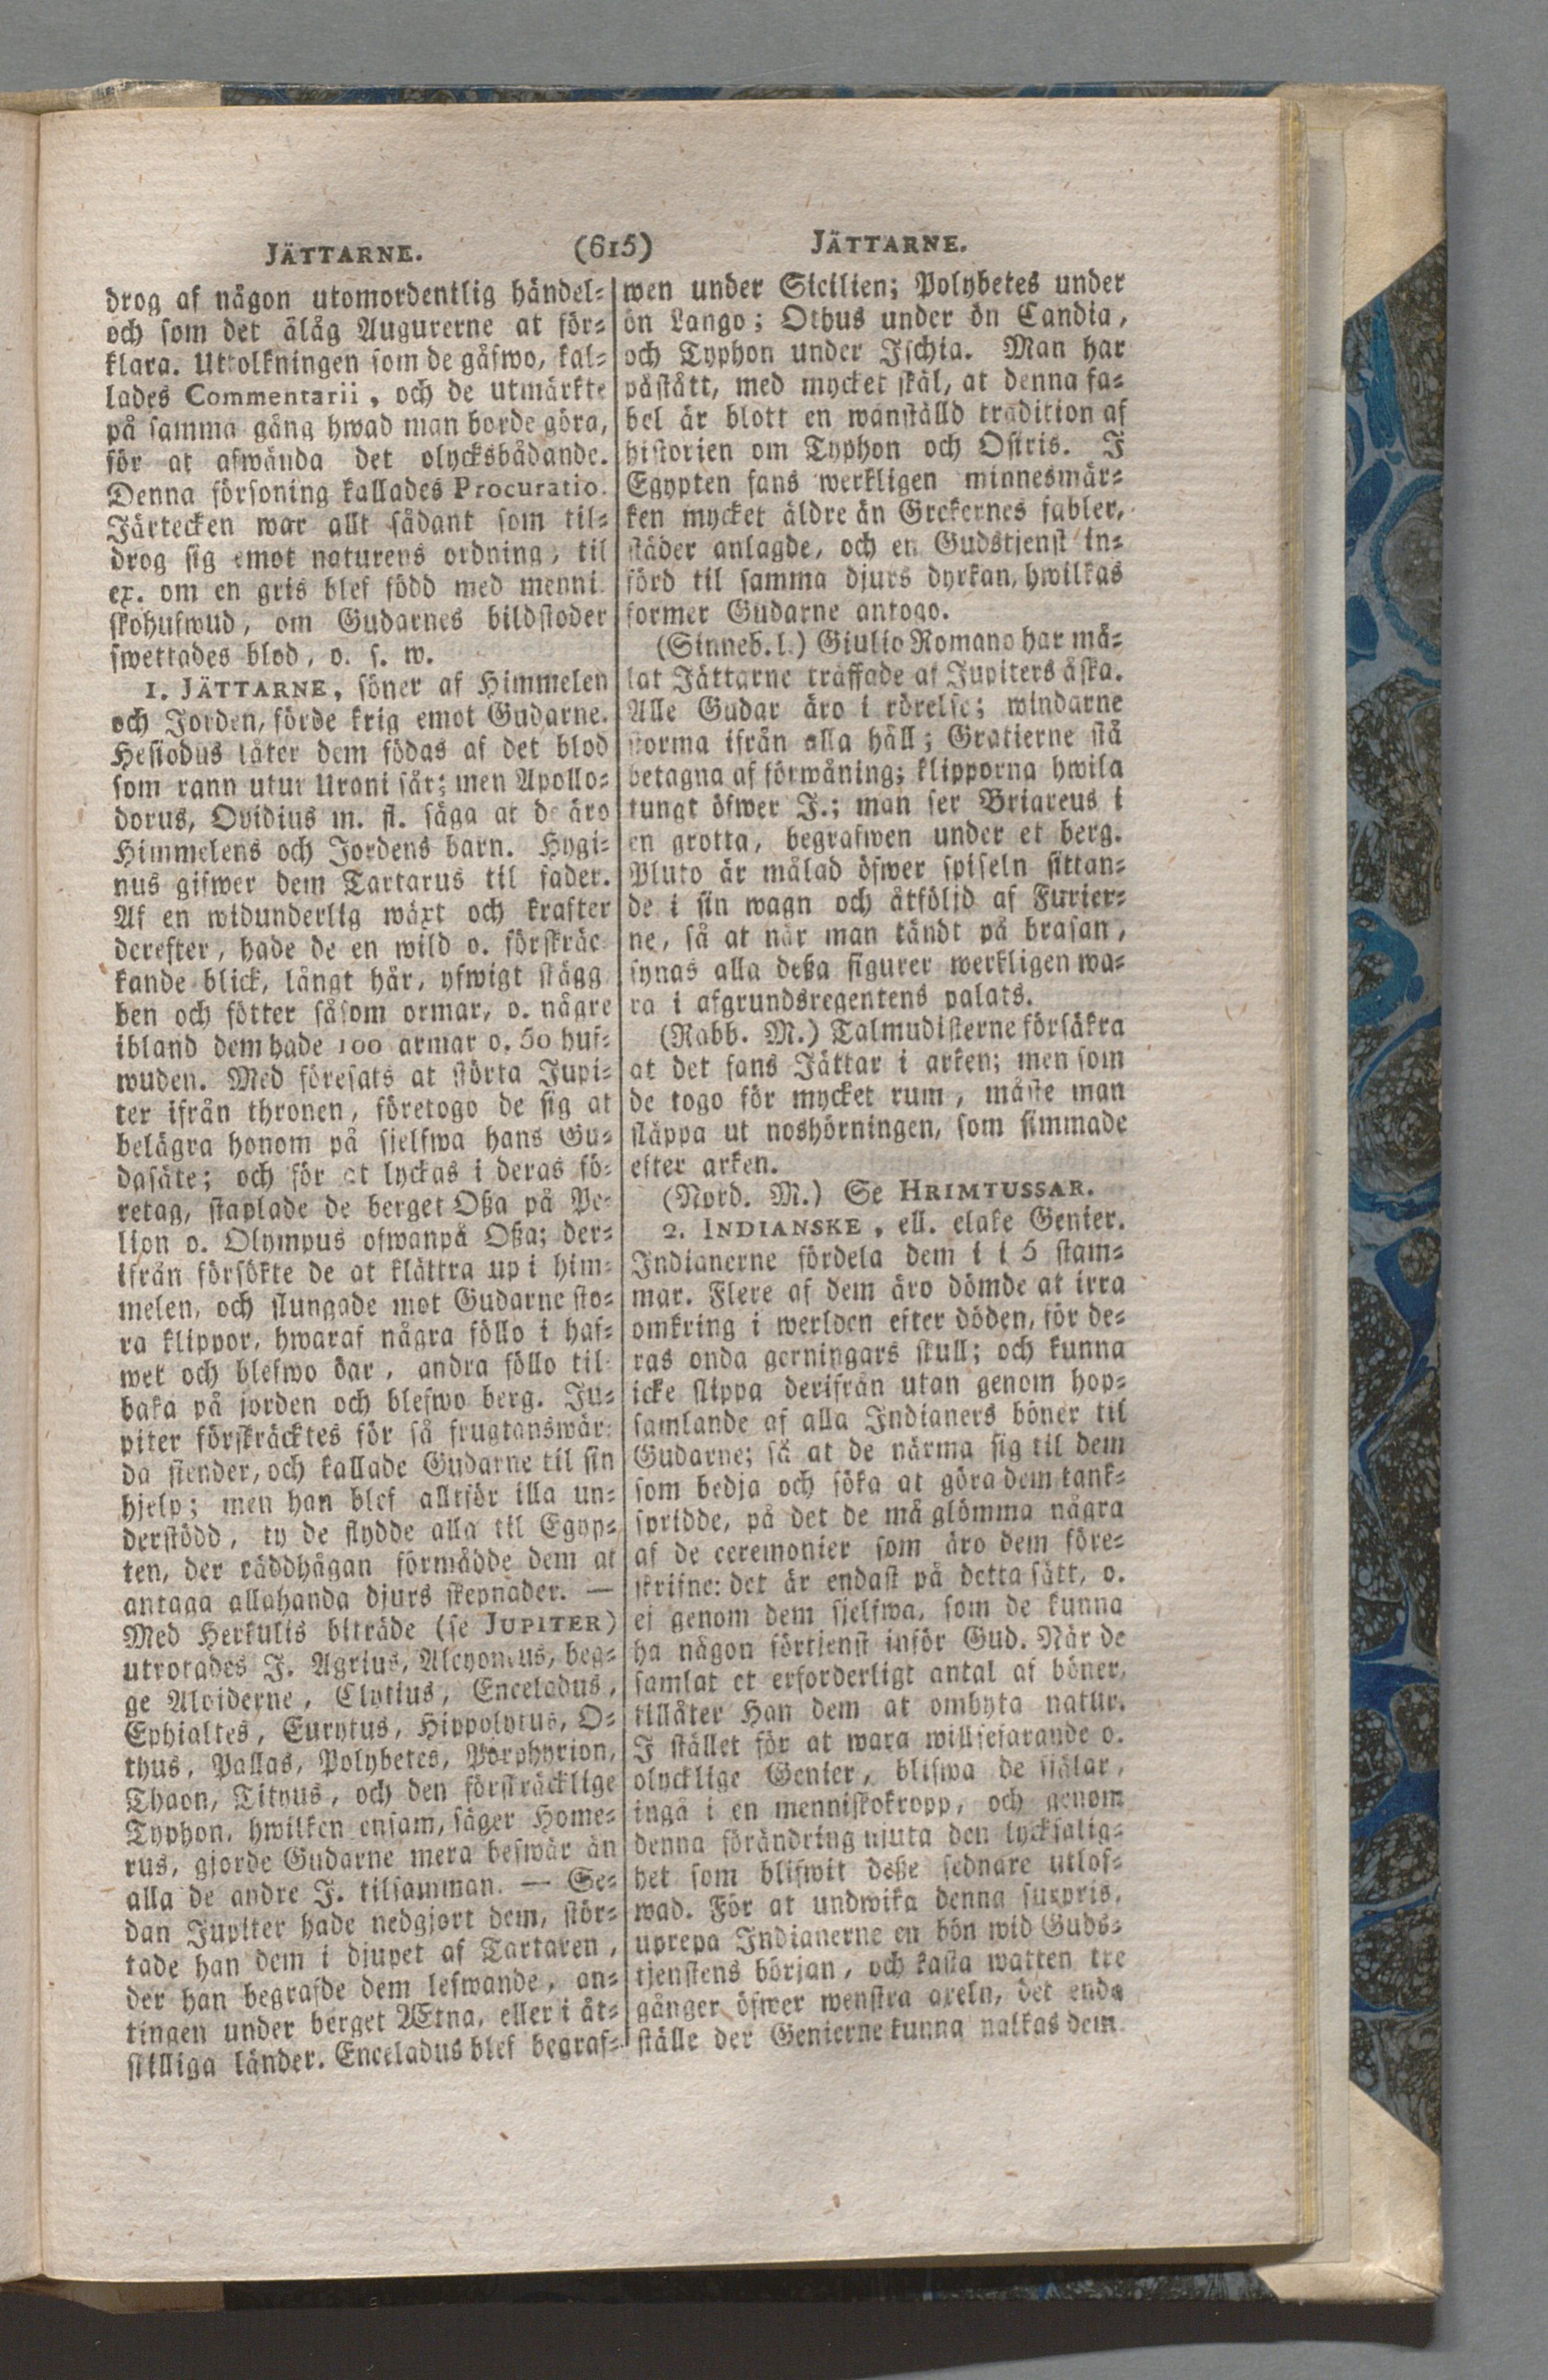 JÄTTARNE. (615) JÄTTARNE.
drog af någon utomordentlig händel-
och som det ålåg Augurerne at för-
klara. Uttolkningen som de gåfwo, kal-
lades Commentarii, och de utmärkte
på samma gång hwad man borde göra,
för at afwända det olycksbådande.
Denna försoning kallades Procuratio.
Järtecken war allt sådant som til-
drog sig emot naturens ordning, til
ex. om en gris blef född med menni-
skohufwud, om Gudarnes bildstoder
swettades blod, o. s. w.
1. JÄTTARNE, söner af Himmelen
och Jorden, förde krig emot Gudarne.
Hesiodus låter dem födas af det blod
som rann utur Urani sår; men Apollo-
dorus, Ovidius m. fl. säga at de äro
Himmelens och Jordens barn. Hygi-
nus gifwer dem Tartarus til fader.
Af en widunderlig wäxt och krafter
derefter, hade de en wild o. förskräc-
kande blick, långt hår, yfwigt skägg
ben och fötter såsom ormar, o. någre
ibland dem hade 100 armar o. 50 huf-
wuden. Med föresats at störta Jupi-
ter ifrån thronen, företogo de sig at
belägra honom på sjelfwa hans Gu-
dasäte; och för at lyckas i deras fö-
retag, staplade de berget Oßa på Pe-
lion o. Olympus ofwanpå Oßa; der-
ifrån försökte de at klättra up i him-
melen, och slungade mot Gudarne sto-
ra klippor, hwaraf några föllo i haf-
wet och blefwo öar, andra föllo til-
baka på jorden och blefwo berg. Ju-
piter förskräcktes för så frugtanswär-
da fiender, och kallade Gudarne til sin
hjelp; men han blef alltför illa un-
derstödd, ty de flydde alla til Egyp-
ten, der räddhågan förmådde dem at
antaga allahanda djurs skepnader. —
Med Herkulis biträde (se JUPITER)
utrotades J. Agrius, Alcyoneus, beg-
ge Aloiderne, Clytius, Enceladus,
Ephialtes, Eurytus, Hippolytus, O-
thus, Pallas, Polybetes, Porphyrion,
Thaon, Tityus, och den förskräcklige
Typhon, hwilken ensam, säger Home-
rus, gjorde Gudarne mera beswär än
alla de andre J. tilsamman. — Se-
dan Jupiter hade nedgjort dem, stör-
tade han dem i djupet af Tartaren,
der han begrafde dem lefwande, an-
tingen under berget Ætna, eller i åt-
skilliga länder. Enceladus blef begraf-
wen under Sicilien; Polybetes under
ön Lango; Othus under ön Candia,
och Typhon under Ischia. Man har
påstått, med mycket skäl, at denna fa-
bel är blott en wanställd tradition af
historien om Typhon och Osiris. I
Egypten fans werkligen minnesmär-
ken mycket äldre än Grekernes fabler,
städer anlagde, och en Gudstjenst in-
förd til samma djurs dyrkan, hwilkas
former Gudarne antogo.
(Sinneb. l.) Giulio Romano har må-
lat Jättarne träffade af Jupiters åska.
Alle Gudar äro i rörelse; windarne
storma ifrån alla håll; Gratierne stå
betagna af förwåning; klipporna hwila
tungt öfwer J.; man ser Briareus i
en grotta, begrafwen under et berg.
Pluto är målad öfwer spiseln sittan-
de i sin wagn och åtföljd af Furier-
ne, så at när man tändt på brasan,
synas alla deßa figurer werkligen wa-
ra i afgrundsregentens palats.
(Rabb. M.) Talmudisterne försäkra
at det fans Jättar i arken; men som
de togo för mycket rum, måste man
släppa ut noshörningen, som simmade
efter arken.
(Nord. M.) Se HRIMTUSSAR.
2. INDIANSKE, ell. elake Genier.
Indianerne fördela dem i i 5 stam-
mar. Flere af dem äro dömde at irra
omkring i werlden efter döden, för de-
ras onda gerningars skull; och kunna
icke slippa derifrån utan genom hop-
samlande af alla Indianers böner til
Gudarne; så at de närma sig til dem
som bedja och söka at göra dem tank-
spridde, på det de må glömma några
af de ceremonier som äro dem före-
skrifne: det är endast på detta sätt, o.
ej genom dem sjelfwa, som de kunna
ha någon förtjenst inför Gud. När de
samlat et erforderligt antal af böner,
tillåter Han dem at ombyta natur.
I stället för at wara willsefarande o.
olycklige Genier, blifwa de själar,
ingå i en menniskokropp, och genom
denna förändring njuta den lycksalig-
het som blifwit deße sednare utlof-
wad. För at undwika denna surpris,
uprepa Indianerne en bön wid Guds-
tjenstens början, och kasta watten tre
gånger öfwer wenstra axeln, det enda
ställe der Genierne kunna nalkas dem.